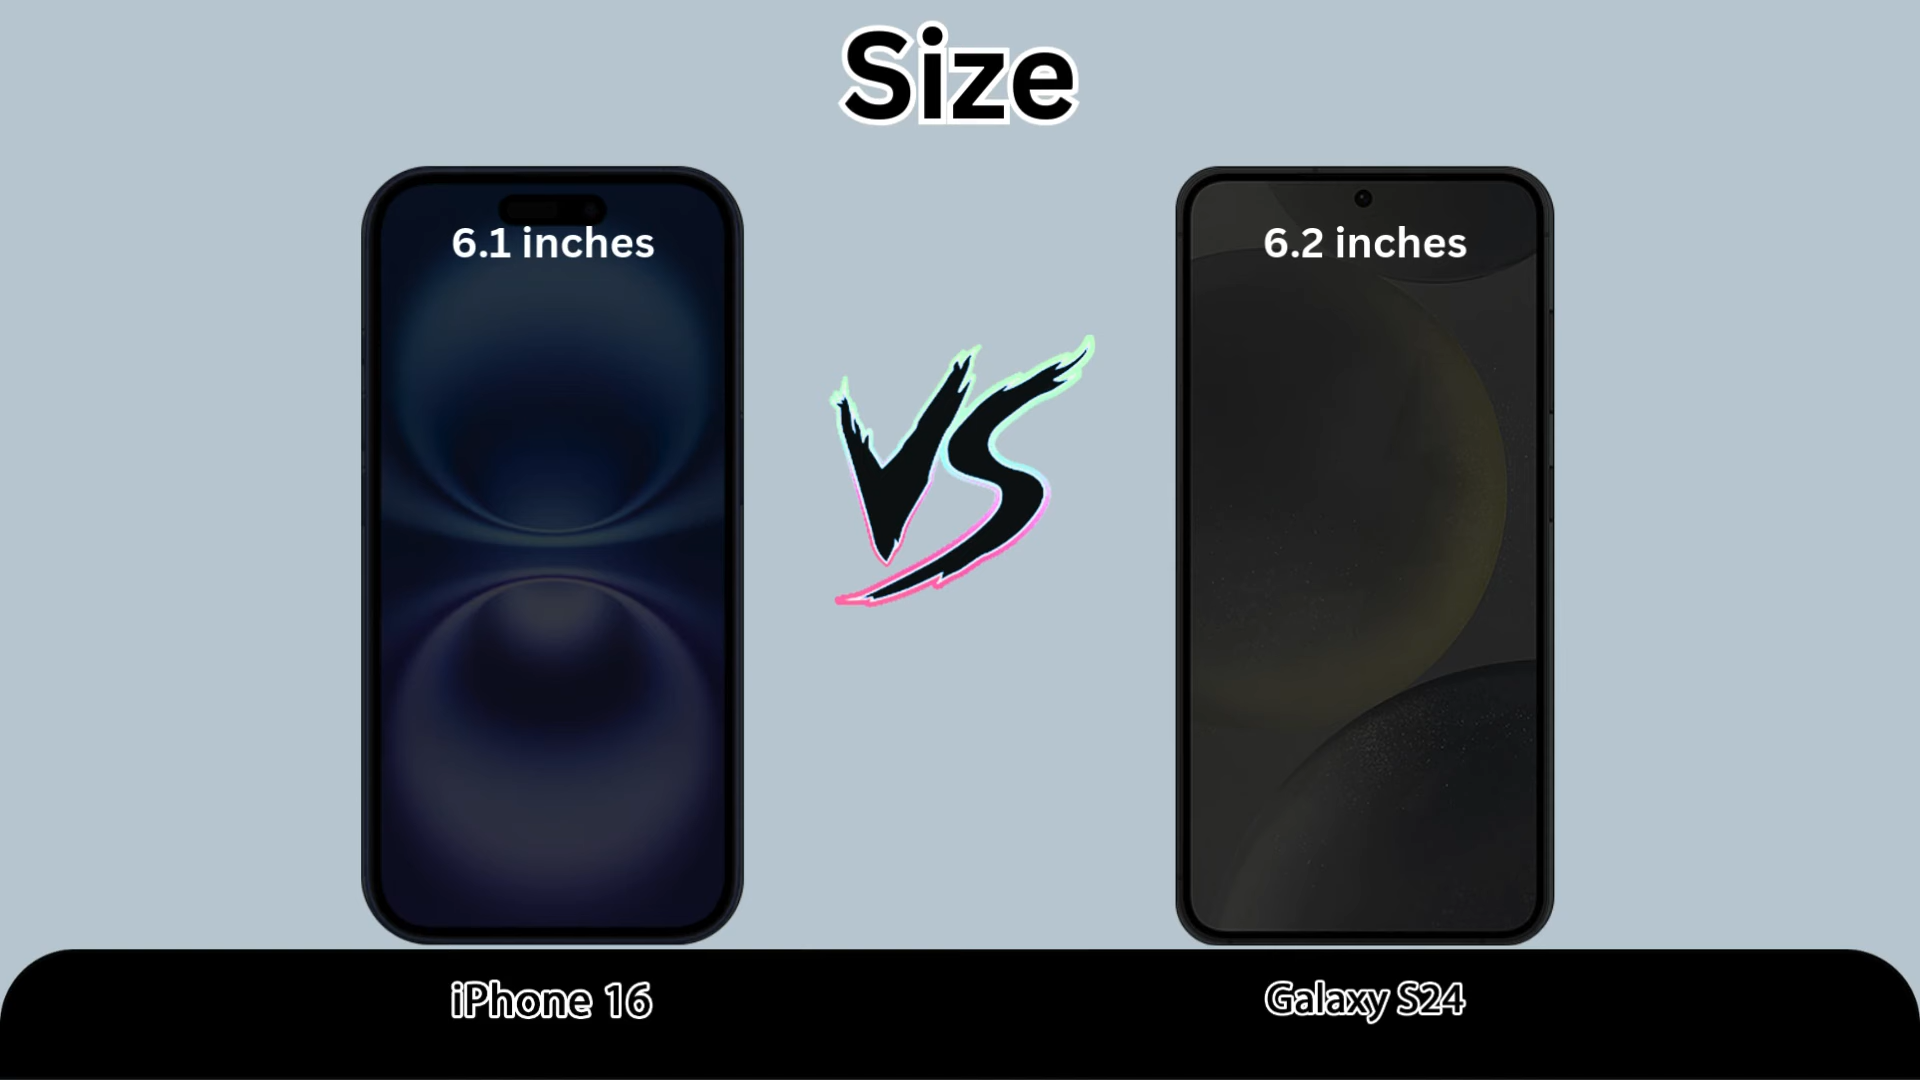 Size
6.1 inches
6.2 inches
VS
iPhone 16
Galaxy S24